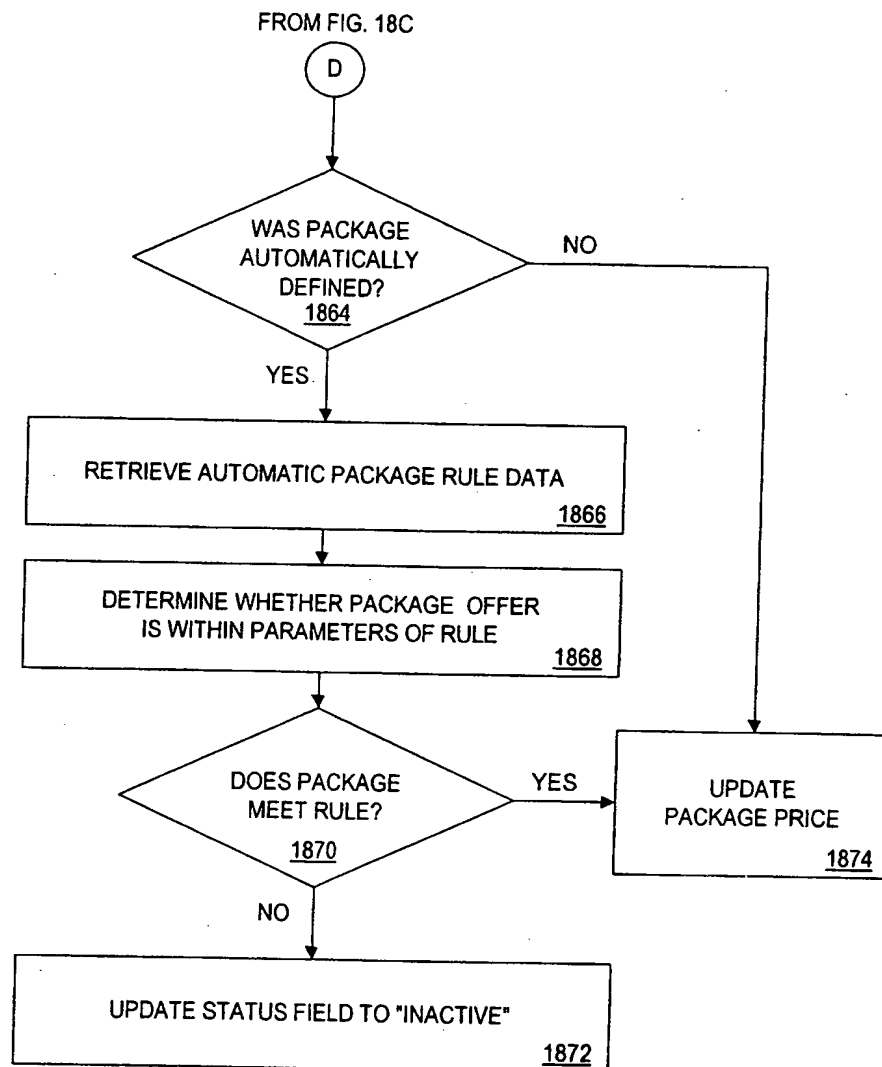 FROM FIG. 18C
D
WAS PACKAGE
AUTOMATICALLY
DEFINED?
1864
NO
YES
RETRIEVE AUTOMATIC PACKAGE RULE DATA
1866
DETERMINE WHETHER PACKAGE OFFER
IS WITHIN PARAMETERS OF RULE
1868
DOES PACKAGE
MEET RULE?
1870
YES
UPDATE
PACKAGE PRICE
1874
NO
UPDATE STATUS FIELD TO "INACTIVE"
1872